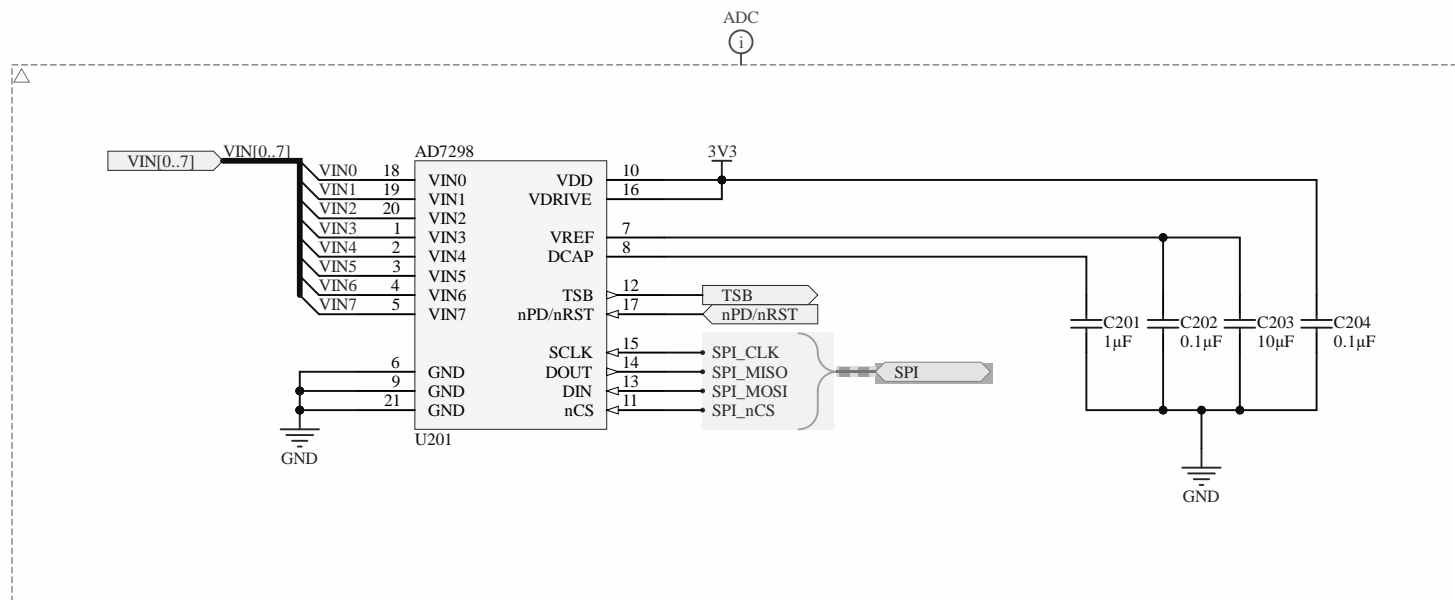 ADC
i
VIN[0..7]
VIN[0..7]
AD7298
U201
VIN0 18 VIN0
VIN1 19 VIN1
VIN2 20 VIN2
VIN3 1 VIN3
VIN4 2 VIN4
VIN5 3 VIN5
VIN6 4 VIN6
VIN7 5 VIN7
6 GND
9 GND
21 GND
GND
3V3
VDD 10
VDRIVE 16
VREF 7
DCAP 8
TSB 12 TSB
nPD/nRST 17 nPD/nRST
SCLK 15 SPI_CLK
DOUT 14 SPI_MISO
DIN 13 SPI_MOSI
nCS 11 SPI_nCS
SPI
C201
1µF
C202
0.1µF
C203
10µF
C204
0.1µF
GND